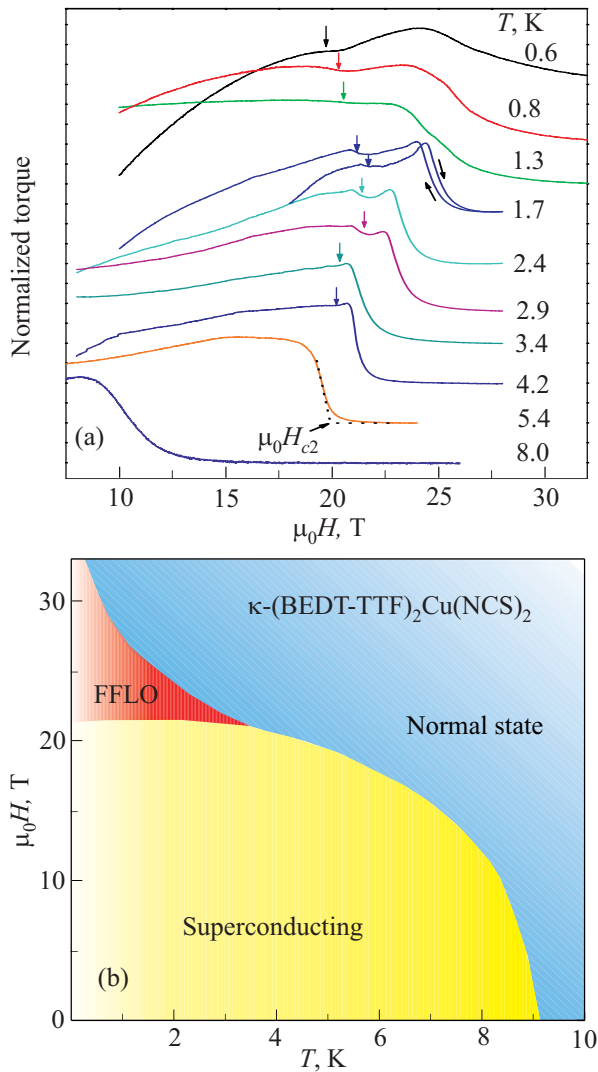 T, K
0.6
0.8
1.3
1.7
2.4
2.9
3.4
4.2
5.4
8.0
Normalized torque
(a)
μ₀H_c2
10 15 20 25 30
μ₀H, T
κ-(BEDT-TTF)₂Cu(NCS)₂
FFLO
Normal state
Superconducting
(b)
μ₀H, T
30
20
10
0
2 4 6 8 10
T, K